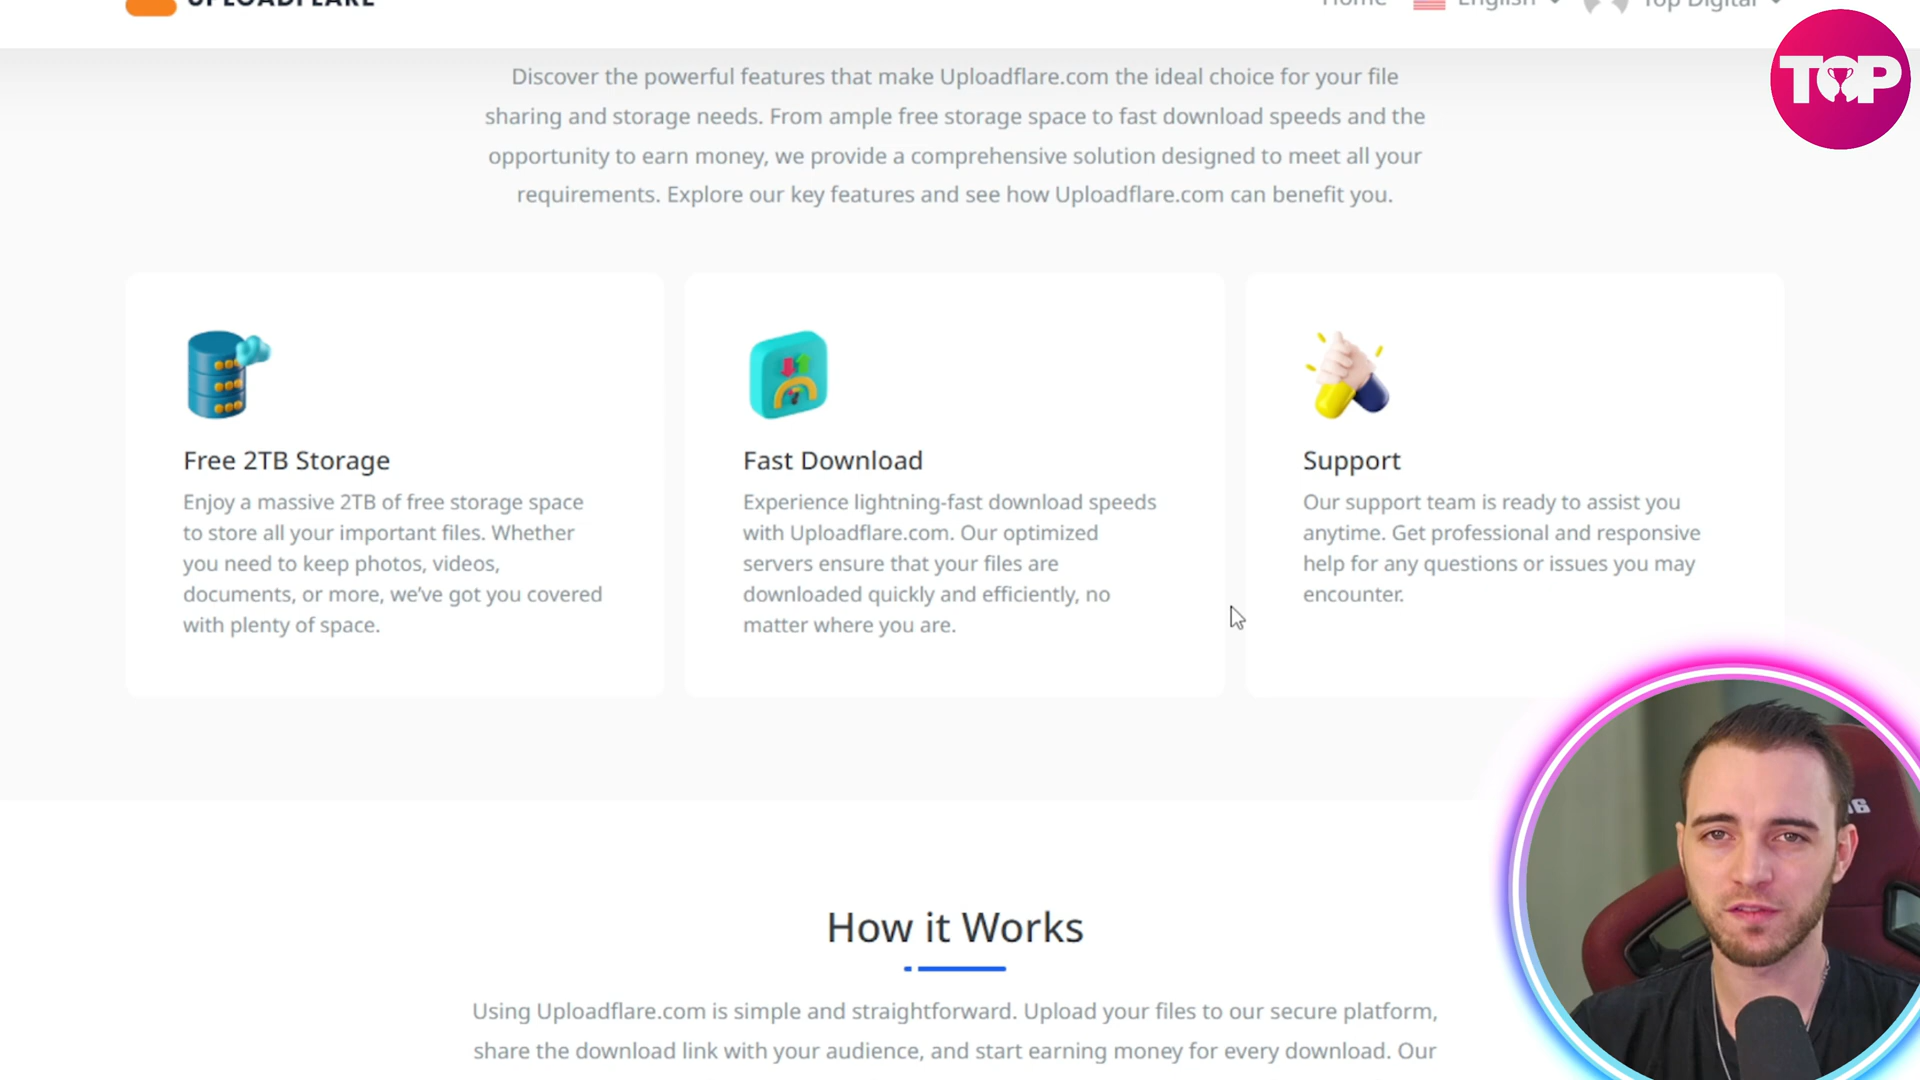 UPLOADFLARE
Home English Top Digital
TOP
Discover the powerful features that make Uploadflare.com the ideal choice for your file
sharing and storage needs. From ample free storage space to fast download speeds and the
opportunity to earn money, we provide a comprehensive solution designed to meet all your
requirements. Explore our key features and see how Uploadflare.com can benefit you.
Free 2TB Storage
Enjoy a massive 2TB of free storage space
to store all your important files. Whether
you need to keep photos, videos,
documents, or more, we've got you covered
with plenty of space.
Fast Download
Experience lightning-fast download speeds
with Uploadflare.com. Our optimized
servers ensure that your files are
downloaded quickly and efficiently, no
matter where you are.
Support
Our support team is ready to assist you
anytime. Get professional and responsive
help for any questions or issues you may
encounter.
How it Works
Using Uploadflare.com is simple and straightforward. Upload your files to our secure platform,
share the download link with your audience, and start earning money for every download. Our